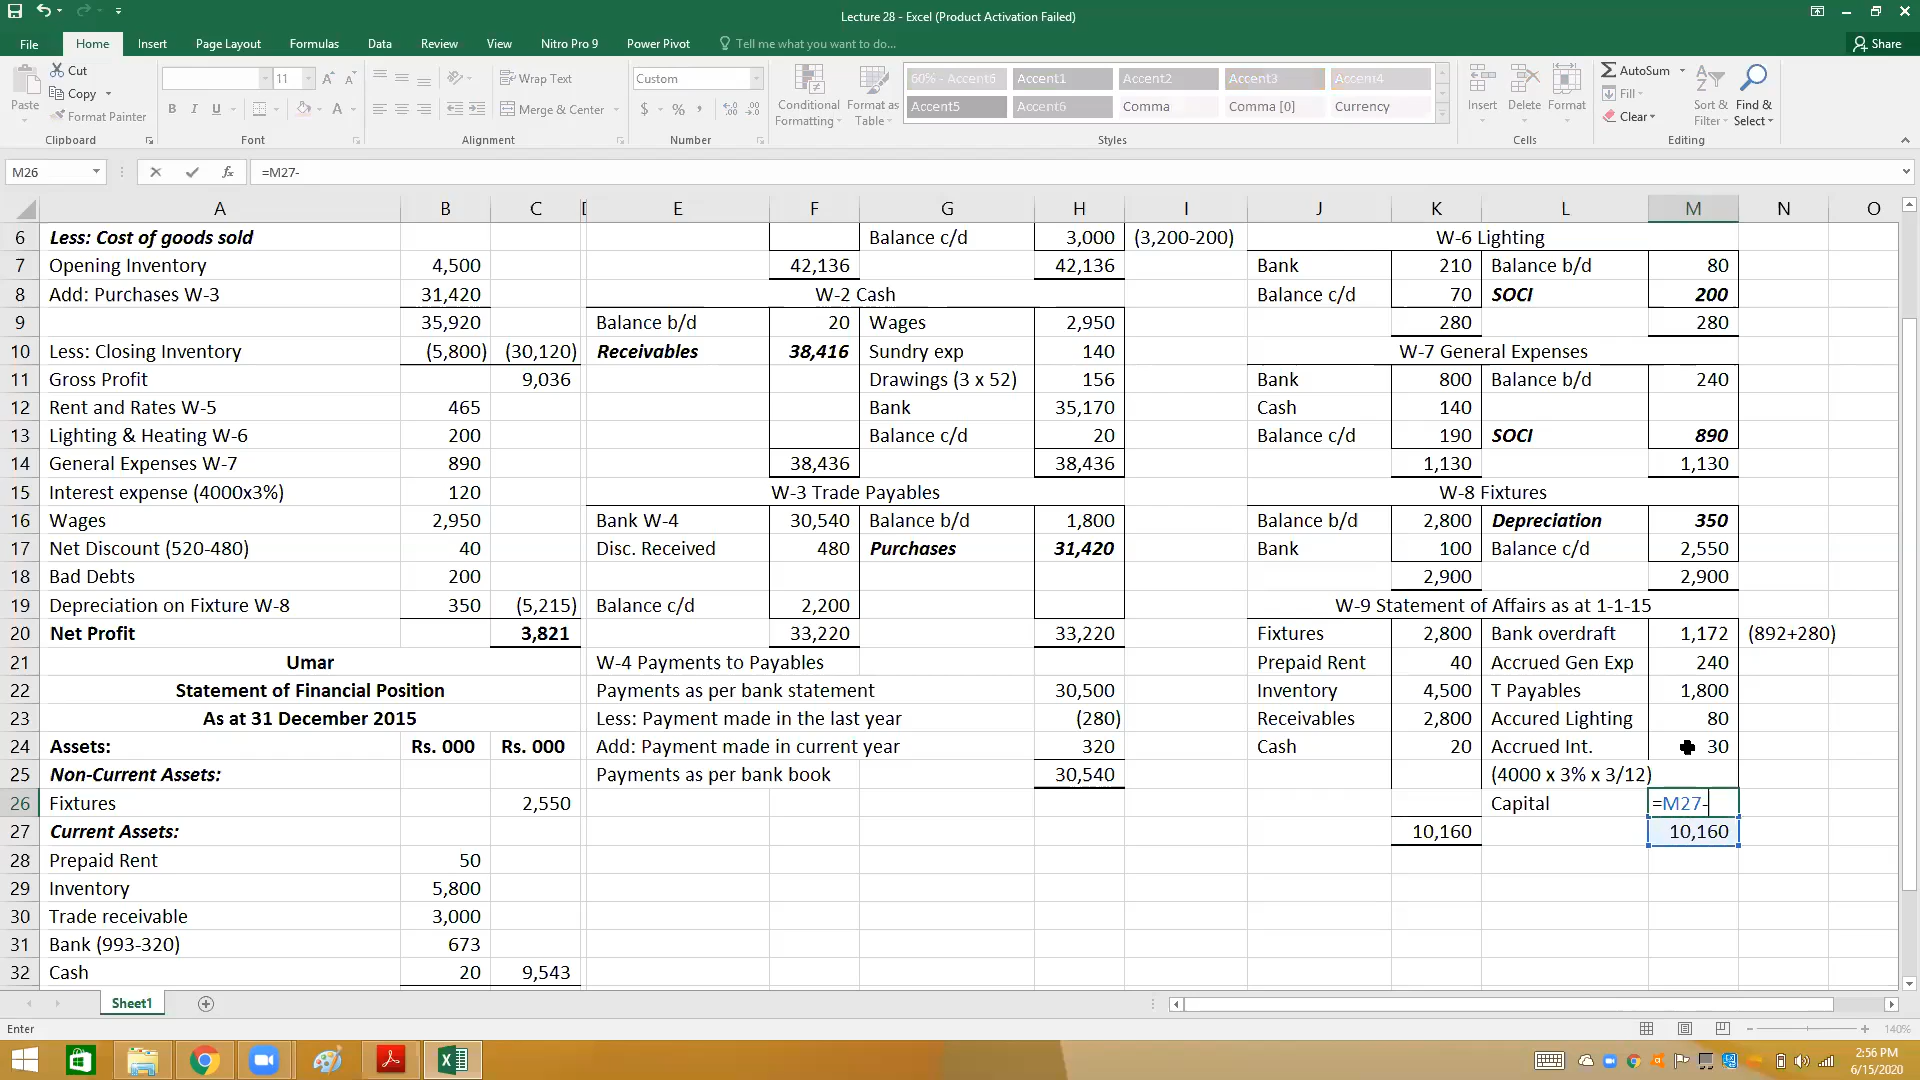 Lecture 28 - Excel (Product Activation Failed)
File Home Insert Page Layout Formulas Data Review View Nitro Pro 9 Power Pivot Tell me what you want to do... Share
Paste Cut Copy Format Painter Clipboard
11 B I U Font
Wrap Text Merge & Center Alignment
Custom $ % Number
Conditional Formatting Format as Table
60% - Accent6 Accent1 Accent2 Accent3 Accent4
Accent5 Accent6 Comma Comma [0] Currency
Styles
Insert Delete Format Cells
AutoSum Fill Clear Sort & Filter Find & Select Editing
M26 fx =M27-
A B C E F G H I J K L M N O
6 Less: Cost of goods sold Balance c/d 3,000 (3,200-200) W-6 Lighting
7 Opening Inventory 4,500 42,136 42,136 Bank 210 Balance b/d 80
8 Add: Purchases W-3 31,420 W-2 Cash Balance c/d 70 SOCI 200
9 35,920 Balance b/d 20 Wages 2,950 280 280
10 Less: Closing Inventory (5,800) (30,120) Receivables 38,416 Sundry exp 140 W-7 General Expenses
11 Gross Profit 9,036 Drawings (3 x 52) 156 Bank 800 Balance b/d 240
12 Rent and Rates W-5 465 Bank 35,170 Cash 140
13 Lighting & Heating W-6 200 Balance c/d 20 Balance c/d 190 SOCI 890
14 General Expenses W-7 890 38,436 38,436 1,130 1,130
15 Interest expense (4000x3%) 120 W-3 Trade Payables W-8 Fixtures
16 Wages 2,950 Bank W-4 30,540 Balance b/d 1,800 Balance b/d 2,800 Depreciation 350
17 Net Discount (520-480) 40 Disc. Received 480 Purchases 31,420 Bank 100 Balance c/d 2,550
18 Bad Debts 200 2,900 2,900
19 Depreciation on Fixture W-8 350 (5,215) Balance c/d 2,200 W-9 Statement of Affairs as at 1-1-15
20 Net Profit 3,821 33,220 33,220 Fixtures 2,800 Bank overdraft 1,172 (892+280)
21 Umar W-4 Payments to Payables Prepaid Rent 40 Accrued Gen Exp 240
22 Statement of Financial Position Payments as per bank statement 30,500 Inventory 4,500 T Payables 1,800
23 As at 31 December 2015 Less: Payment made in the last year (280) Receivables 2,800 Accured Lighting 80
24 Assets: Rs. 000 Rs. 000 Add: Payment made in current year 320 Cash 20 Accrued Int. 30
25 Non-Current Assets: Payments as per bank book 30,540 (4000 x 3% x 3/12)
26 Fixtures 2,550 Capital =M27-
27 Current Assets: 10,160 10,160
28 Prepaid Rent 50
29 Inventory 5,800
30 Trade receivable 3,000
31 Bank (993-320) 673
32 Cash 20 9,543
Sheet1
Enter 140%
2:56 PM
6/15/2020